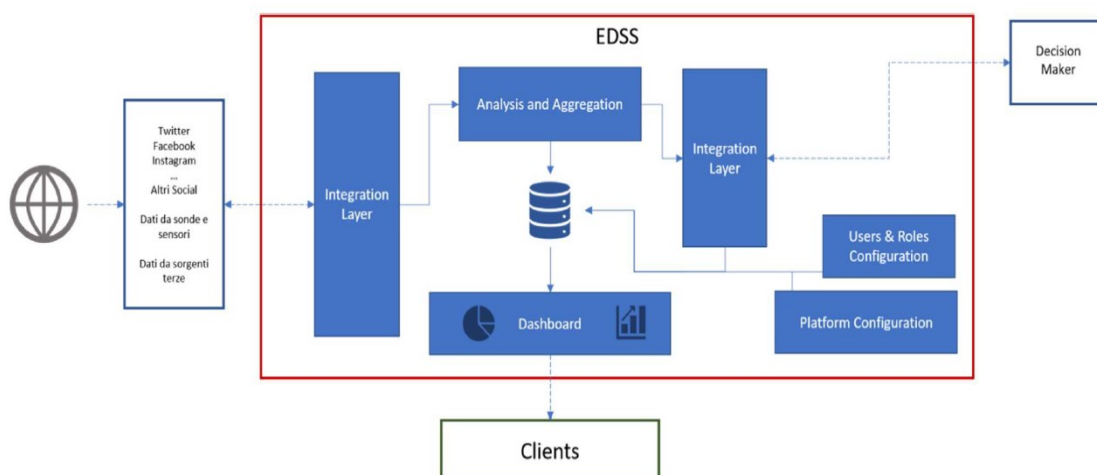 EDSS
Decision
Maker
Twitter
Facebook
Instagram
...
Altri Social
Dati da sonde e
sensori
Dati da sorgenti
terze
Integration
Layer
Analysis and Aggregation
Integration
Layer
Users & Roles
Configuration
Platform Configuration
Dashboard
Clients